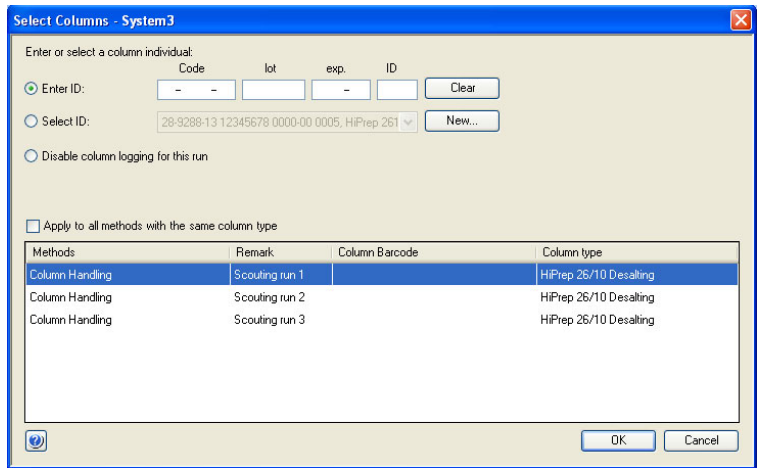 Select Columns - System3
Enter or select a column individual:
Code lot exp. ID
Enter ID: - - - Clear
Select ID: 28-9288-13 12345678 0000-00 0005, HiPrep 261 New...
Disable column logging for this run
Apply to all methods with the same column type
Methods Remark Column Barcode Column type
Column Handling Scouting run 1 HiPrep 26/10 Desalting
Column Handling Scouting run 2 HiPrep 26/10 Desalting
Column Handling Scouting run 3 HiPrep 26/10 Desalting
? OK Cancel